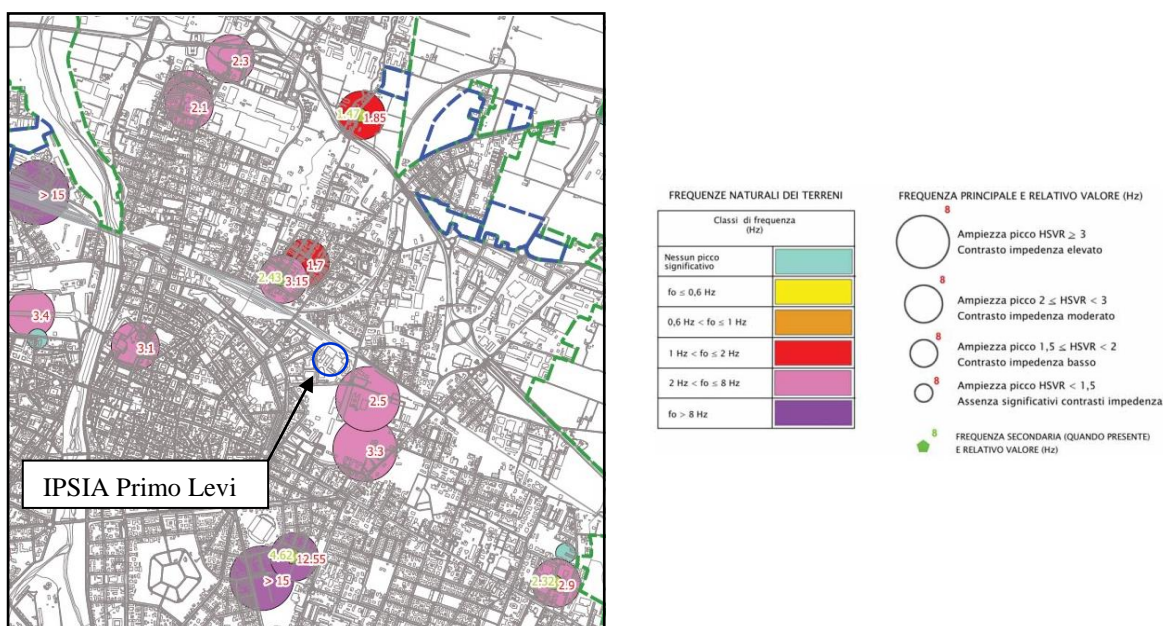 2.3
2.1
1.47
1.85
> 15
1.7
2.43
3.15
3.4
3.1
2.5
3.3
IPSIA Primo Levi
4.62
12.55
> 15
2.32
2.9
FREQUENZE NATURALI DEI TERRENI
Classi di frequenza
(Hz)
Nessun picco
significativo
fo ≤ 0,6 Hz
0,6 Hz < fo ≤ 1 Hz
1 Hz < fo ≤ 2 Hz
2 Hz < fo ≤ 8 Hz
fo > 8 Hz
FREQUENZA PRINCIPALE E RELATIVO VALORE (Hz)
8
Ampiezza picco HSVR ≥ 3
Contrasto impedenza elevato
8
Ampiezza picco 2 ≤ HSVR < 3
Contrasto impedenza moderato
8
Ampiezza picco 1,5 ≤ HSVR < 2
Contrasto impedenza basso
8
Ampiezza picco HSVR < 1,5
Assenza significativi contrasti impedenza
8
FREQUENZA SECONDARIA (QUANDO PRESENTE)
E RELATIVO VALORE (Hz)